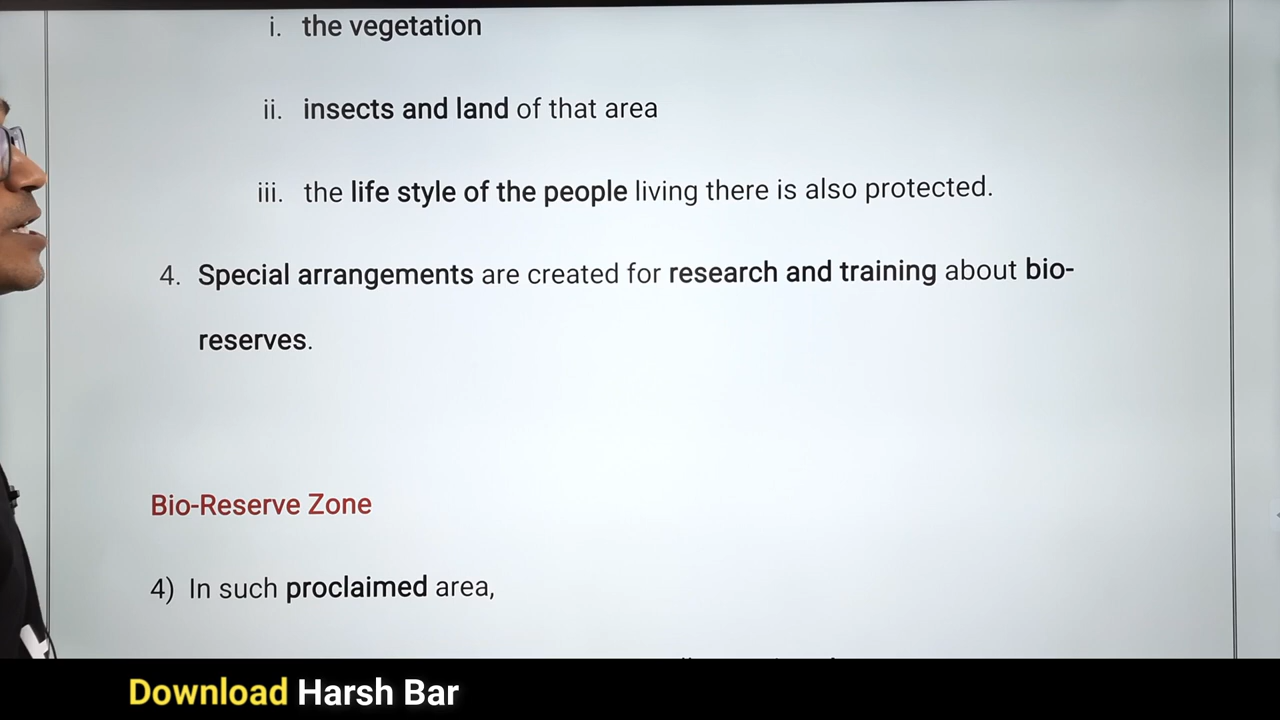 i. the vegetation
ii. insects and land of that area
iii. the life style of the people living there is also protected.
4. Special arrangements are created for research and training about bio-
reserves.
Bio-Reserve Zone
4) In such proclaimed area,
Download Harsh Bar